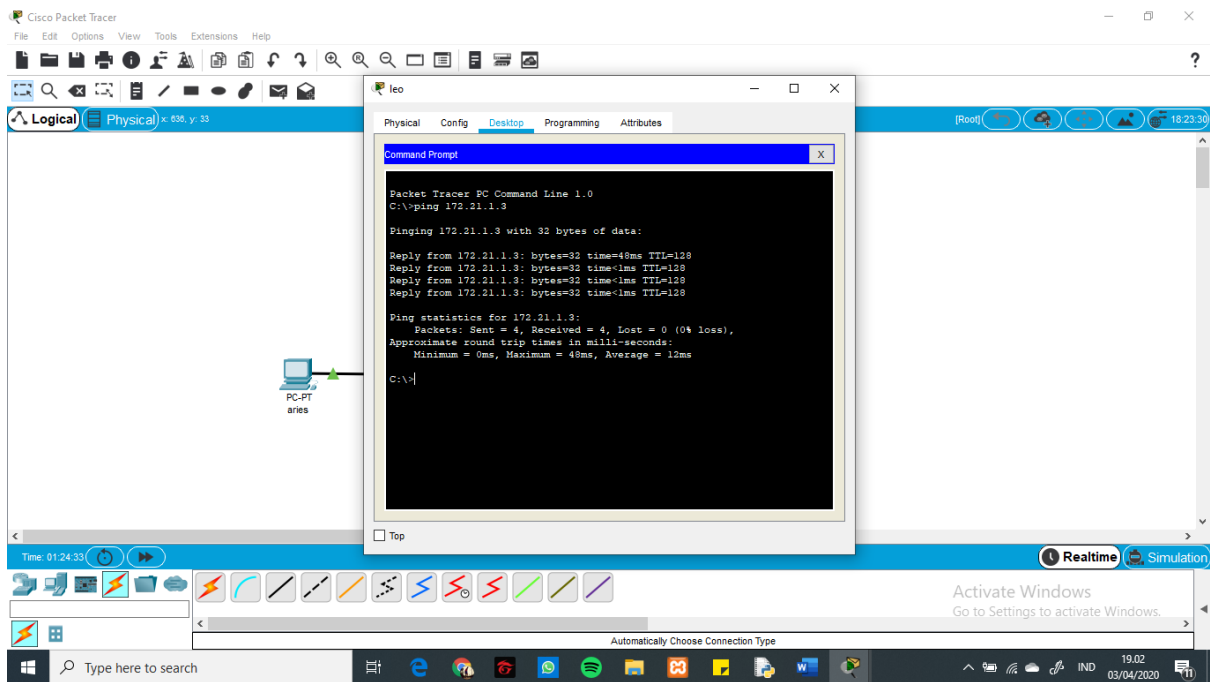 Cisco Packet Tracer
File Edit Options View Tools Extensions Help
?
Logical Physical x: 636, y: 33
[Root] 18:23:30
leo
Physical Config Desktop Programming Attributes
Command Prompt X
Packet Tracer PC Command Line 1.0
C:\>ping 172.21.1.3
Pinging 172.21.1.3 with 32 bytes of data:
Reply from 172.21.1.3: bytes=32 time=48ms TTL=128
Reply from 172.21.1.3: bytes=32 time<1ms TTL=128
Reply from 172.21.1.3: bytes=32 time<1ms TTL=128
Reply from 172.21.1.3: bytes=32 time<1ms TTL=128
Ping statistics for 172.21.1.3:
Packets: Sent = 4, Received = 4, Lost = 0 (0% loss),
Approximate round trip times in milli-seconds:
Minimum = 0ms, Maximum = 48ms, Average = 12ms
C:\>
PC-PT
aries
Top
Time: 01:24:33
Realtime Simulation
Activate Windows
Go to Settings to activate Windows.
Automatically Choose Connection Type
Type here to search
IND
19.02
03/04/2020
11